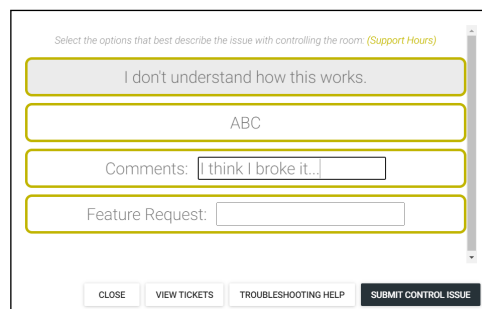 Select the options that best describe the issue with controlling the room: (Support Hours)
I don't understand how this works.
ABC
Comments: I think I broke it...
Feature Request:
CLOSE VIEW TICKETS TROUBLESHOOTING HELP SUBMIT CONTROL ISSUE